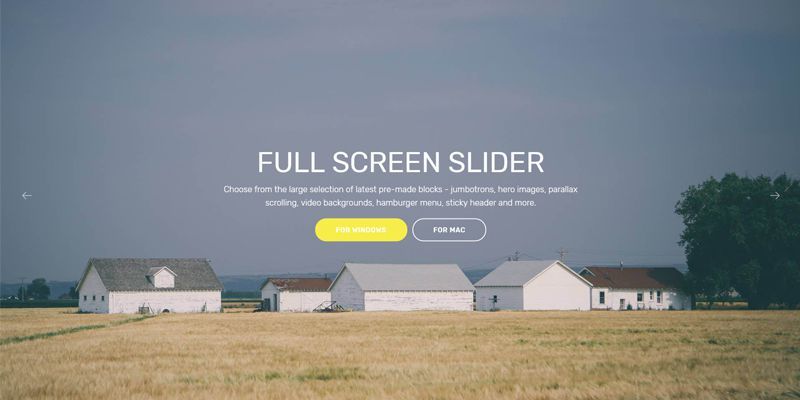 FULL SCREEN SLIDER
Choose from the large selection of latest pre-made blocks - jumbotrons, hero images, parallax
scrolling, video backgrounds, hamburger menu, sticky header and more.
FOR WINDOWS
FOR MAC